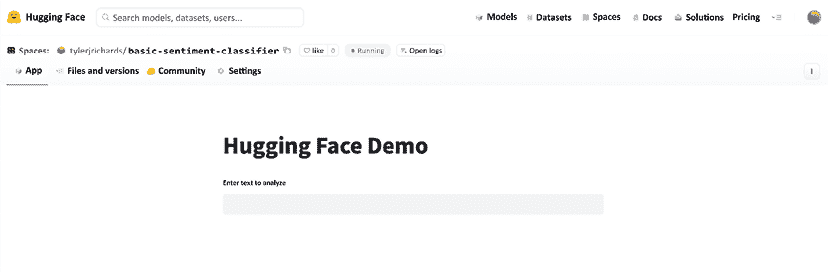 Hugging Face Search models, datasets, users... Models Datasets Spaces Docs Solutions Pricing
Spaces: tylerjrichards/basic-sentiment-classifier like 0 Running Open logs
App Files and versions Community Settings
Hugging Face Demo
Enter text to analyze